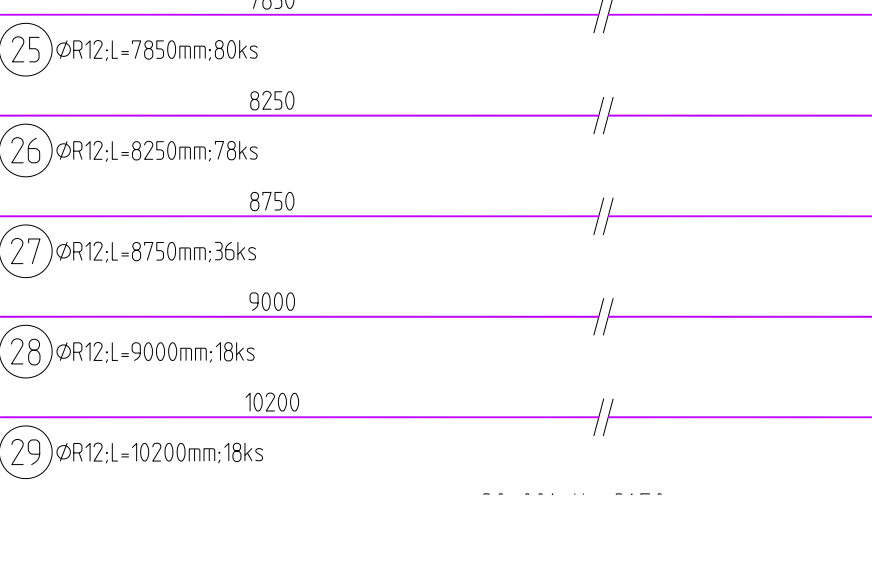 7850
25 ØR12;L=7850mm;80ks
8250
26 ØR12;L=8250mm;78ks
8750
27 ØR12;L=8750mm;36ks
9000
28 ØR12;L=9000mm;18ks
10200
29 ØR12;L=10200mm;18ks